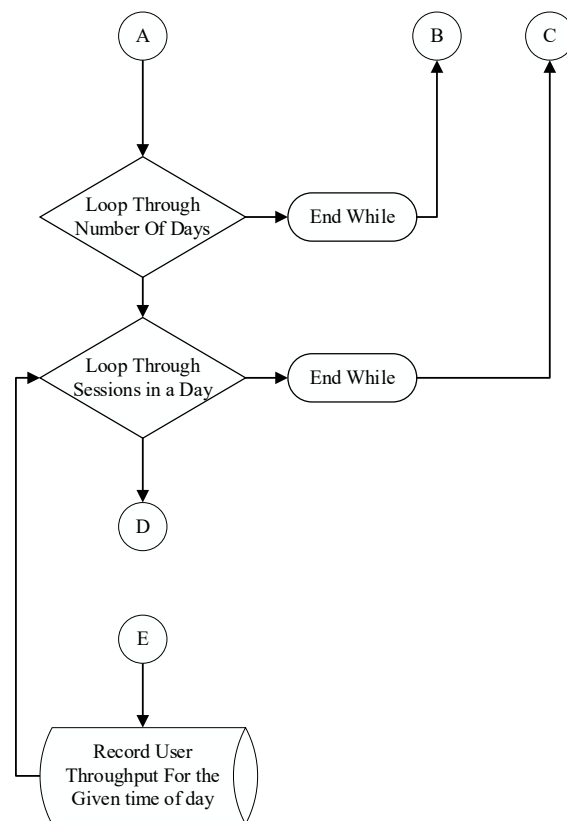 A
B
C
Loop Through
Number Of Days
End While
Loop Through
Sessions in a Day
End While
D
E
Record User
Throughput For the
Given time of day